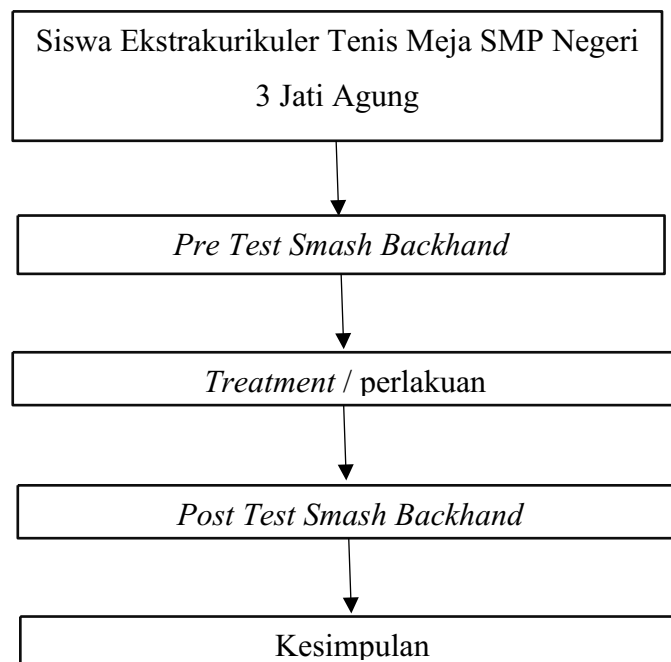 Siswa Ekstrakurikuler Tenis Meja SMP Negeri
3 Jati Agung
Pre Test Smash Backhand
Treatment / perlakuan
Post Test Smash Backhand
Kesimpulan